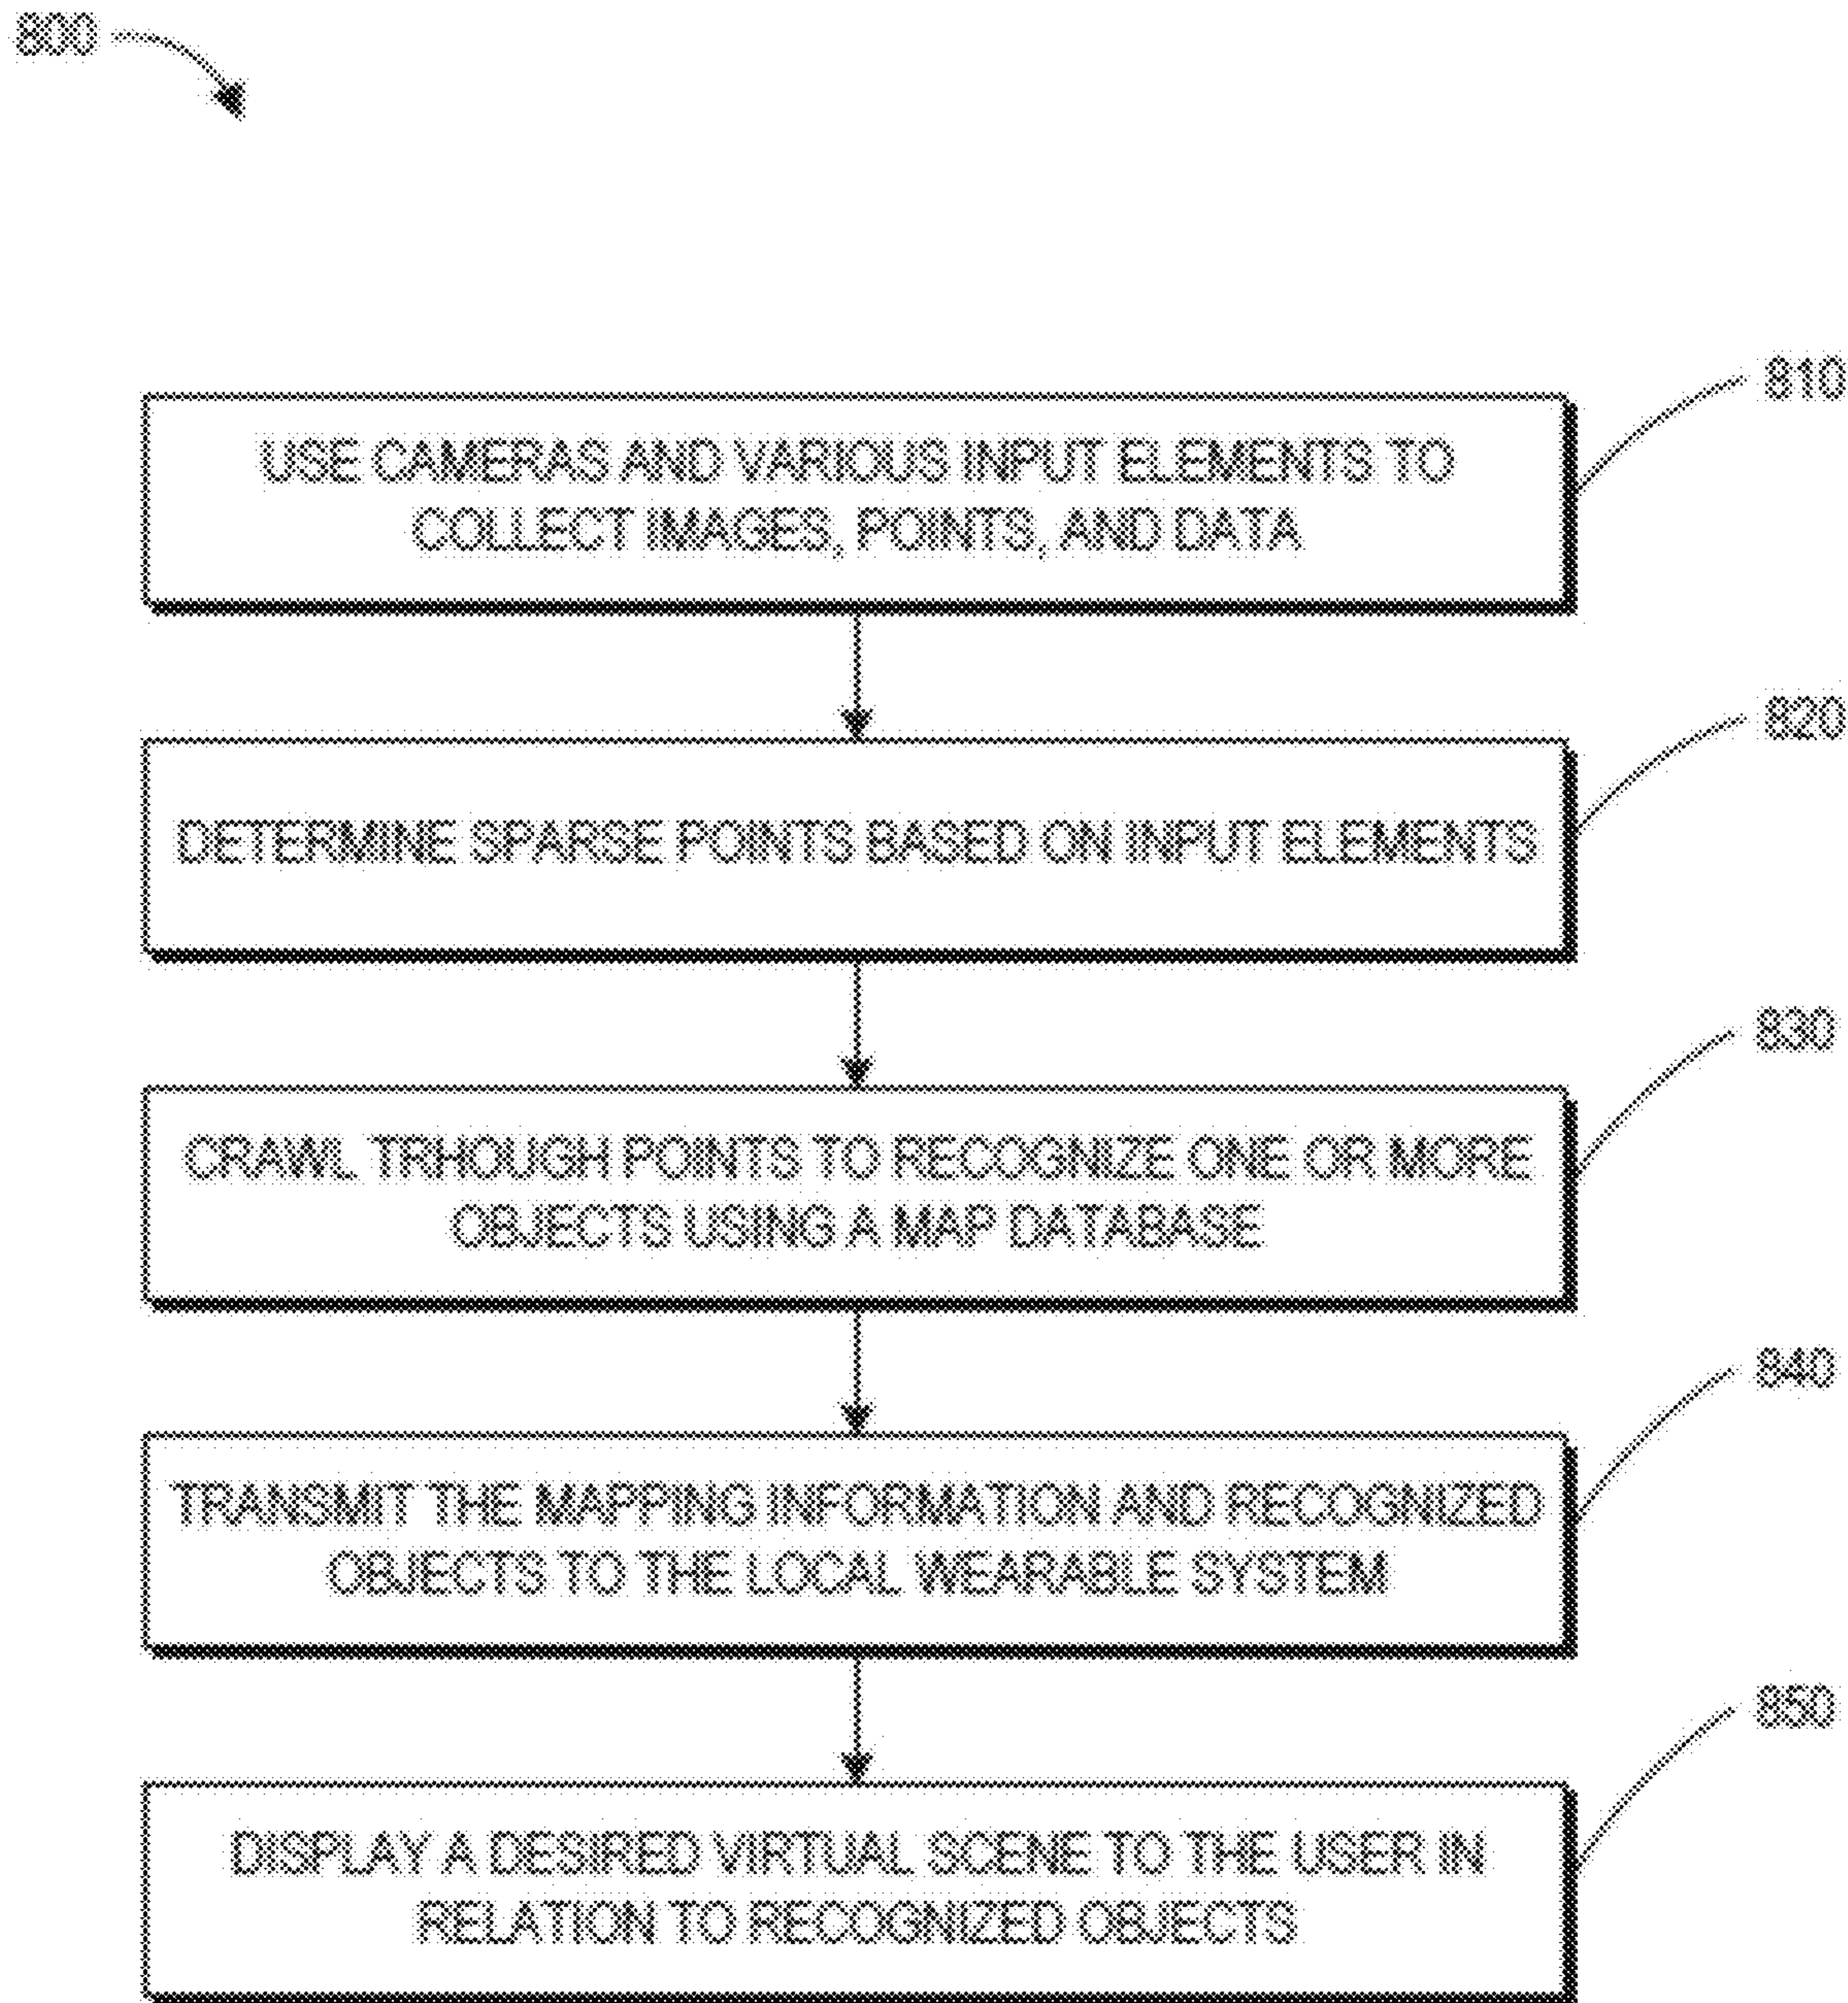 800
810
USE CAMERAS AND VARIOUS INPUT ELEMENTS TO
COLLECT IMAGES, POINTS, AND DATA
820
DETERMINE SPARSE POINTS BASED ON INPUT ELEMENTS
830
CRAWL TRHOUGH POINTS TO RECOGNIZE ONE OR MORE
OBJECTS USING A MAP DATABASE
840
TRANSMIT THE MAPPING INFORMATION AND RECOGNIZED
OBJECTS TO THE LOCAL WEARABLE SYSTEM
850
DISPLAY A DESIRED VIRTUAL SCENE TO THE USER IN
RELATION TO RECOGNIZED OBJECTS